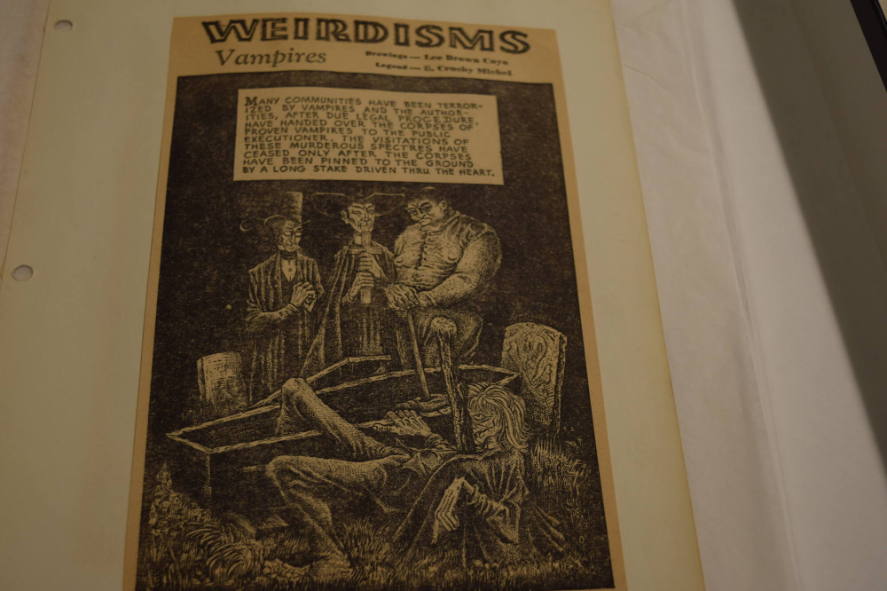 WEIRDISMS
Vampires
Drawings — Lee Brown Coye
Legend — E. Crosby Michel
MANY COMMUNITIES HAVE BEEN TERROR-
IZED BY VAMPIRES AND THE AUTHOR-
ITIES, AFTER DUE LEGAL PROCEDURE,
HAVE HANDED OVER THE CORPSES OF
PROVEN VAMPIRES TO THE PUBLIC
EXECUTIONER. THE VISITATIONS OF
THESE MURDEROUS SPECTRES HAVE
CEASED ONLY AFTER THE CORPSES
HAVE BEEN PINNED TO THE GROUND
BY A LONG STAKE DRIVEN THRU THE HEART.